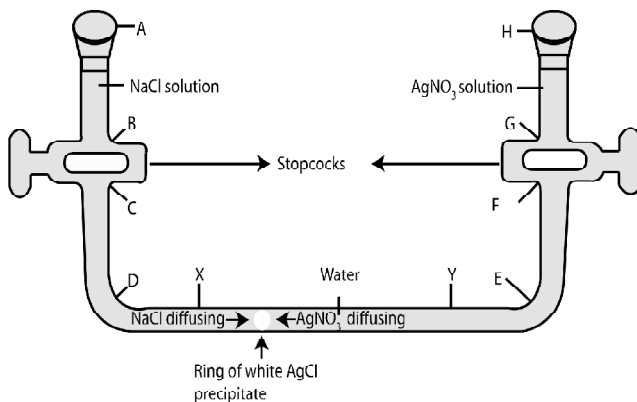 A
H
NaCl solution
AgNO₃ solution
B
G
Stopcocks
C
F
D
X
Water
Y
E
NaCl diffusing
AgNO₃ diffusing
Ring of white AgCl
precipitate